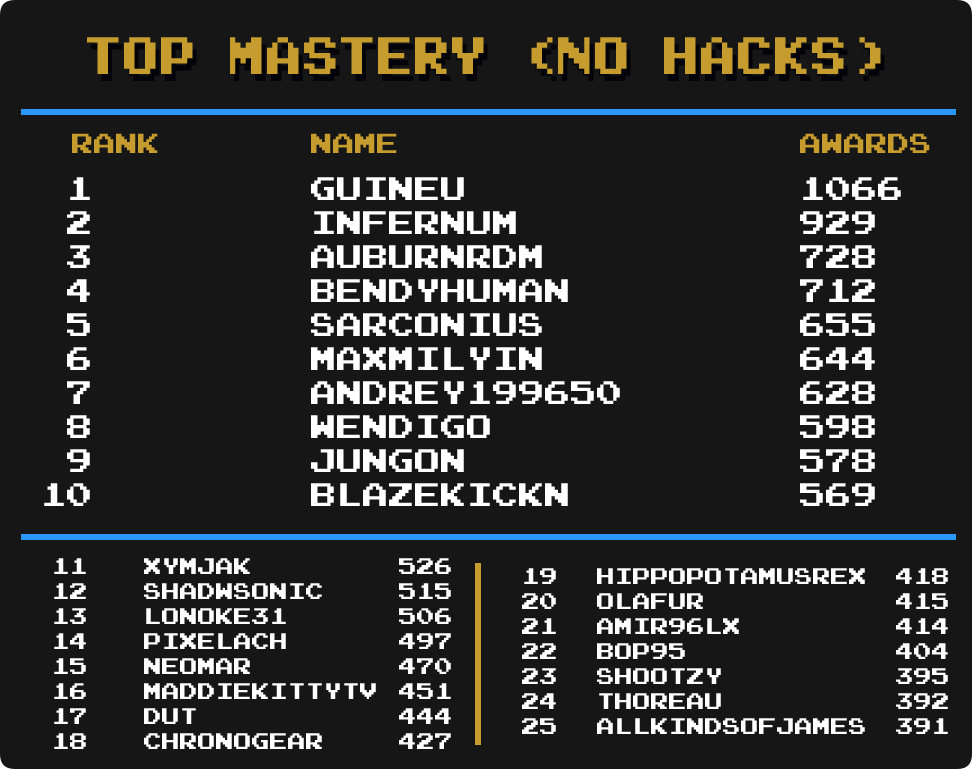 TOP MASTERY (NO HACKS)
RANK NAME AWARDS
1 GUINEU 1066
2 INFERNUM 929
3 AUBURNRDM 728
4 BENDYHUMAN 712
5 SARCONIUS 655
6 MAXMILYIN 644
7 ANDREY199650 628
8 WENDIGO 598
9 JUNGON 578
10 BLAZEKICKN 569
11 XYMJAK 526
12 SHADWSONIC 515
13 LONOKE31 506
14 PIXELACH 497
15 NEOMAR 470
16 MADDIEKITTYTV 451
17 DUT 444
18 CHRONOGEAR 427
19 HIPPOPOTAMUSREX 418
20 OLAFUR 415
21 AMIR96LX 414
22 BOP95 404
23 SHOOTZY 395
24 THOREAU 392
25 ALLKINDSOFJAMES 391